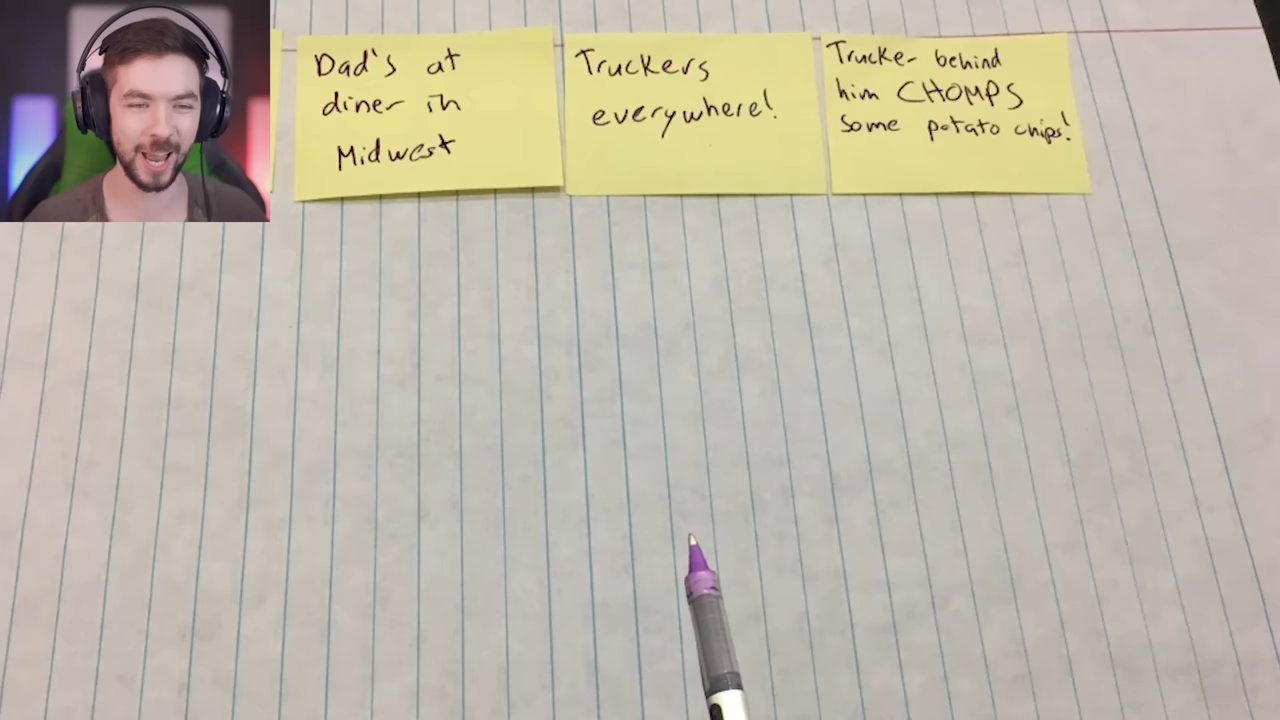 Dad's at
diner in
Midwest
Truckers
everywhere!
Trucker behind
him CHOMPS
some potato chips!